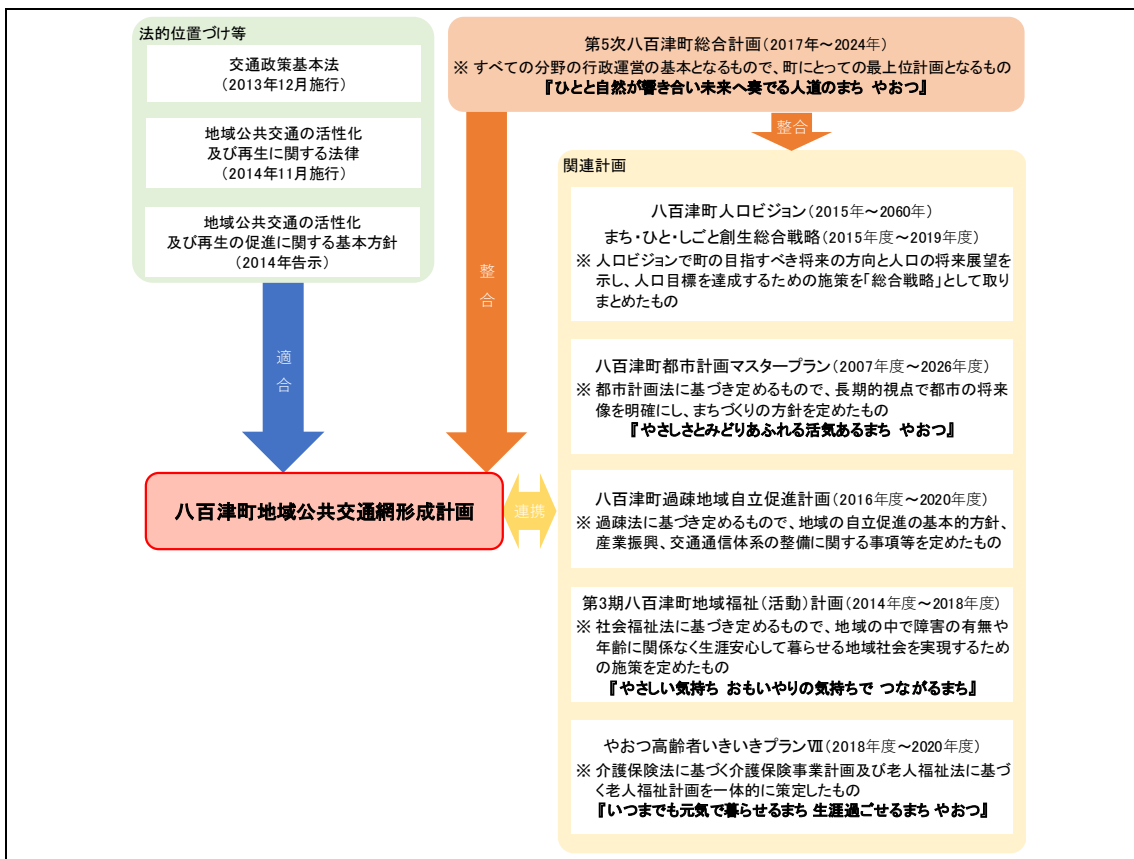 法的位置づけ等
交通政策基本法
(2013年12月施行)
地域公共交通の活性化
及び再生に関する法律
(2014年11月施行)
地域公共交通の活性化
及び再生の促進に関する基本方針
(2014年告示)
適
合
第5次八百津町総合計画(2017年~2024年)
※ すべての分野の行政運営の基本となるもので、町にとっての最上位計画となるもの
『ひとと自然が響き合い未来へ奏でる人道のまち やおつ』
整
合
整合
八百津町地域公共交通網形成計画
連携
関連計画
八百津町人口ビジョン(2015年~2060年)
まち・ひと・しごと創生総合戦略(2015年度~2019年度)
※ 人口ビジョンで町の目指すべき将来の方向と人口の将来展望を
示し、人口目標を達成するための施策を「総合戦略」として取り
まとめたもの
八百津町都市計画マスタープラン(2007年度~2026年度)
※ 都市計画法に基づき定めるもので、長期的視点で都市の将来
像を明確にし、まちづくりの方針を定めたもの
『やさしさとみどりあふれる活気あるまち やおつ』
八百津町過疎地域自立促進計画(2016年度~2020年度)
※ 過疎法に基づき定めるもので、地域の自立促進の基本的方針、
産業振興、交通通信体系の整備に関する事項等を定めたもの
第3期八百津町地域福祉(活動)計画(2014年度~2018年度)
※ 社会福祉法に基づき定めるもので、地域の中で障害の有無や
年齢に関係なく生涯安心して暮らせる地域社会を実現するため
の施策を定めたもの
『やさしい気持ち おもいやりの気持ちで つながるまち』
やおつ高齢者いきいきプランⅦ(2018年度~2020年度)
※ 介護保険法に基づく介護保険事業計画及び老人福祉法に基づ
く老人福祉計画を一体的に策定したもの
『いつまでも元気で暮らせるまち 生涯過ごせるまち やおつ』